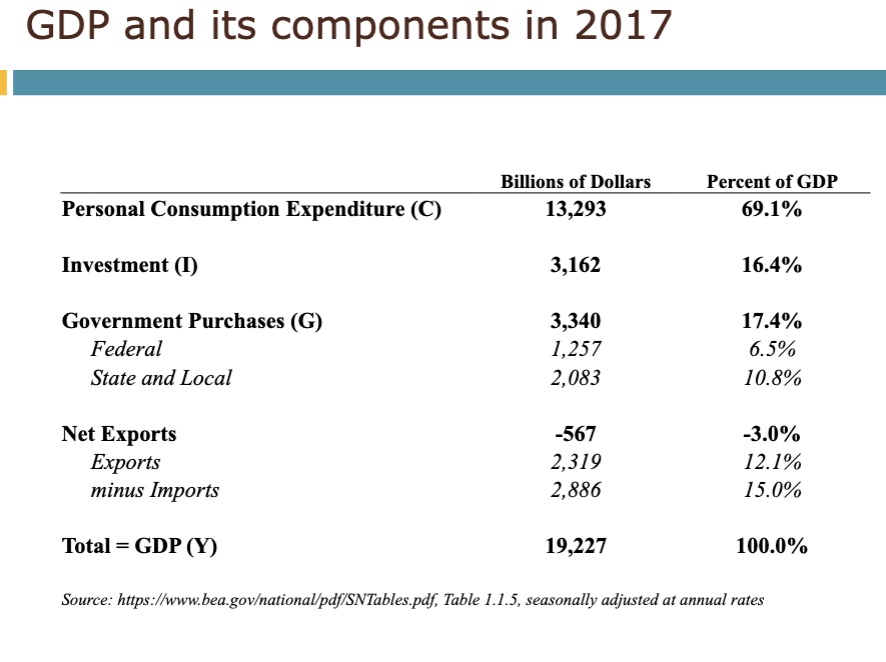 GDP and its components in 2017
Billions of Dollars Percent of GDP
Personal Consumption Expenditure (C) 13,293 69.1%
Investment (I) 3,162 16.4%
Government Purchases (G) 3,340 17.4%
Federal 1,257 6.5%
State and Local 2,083 10.8%
Net Exports -567 -3.0%
Exports 2,319 12.1%
minus Imports 2,886 15.0%
Total = GDP (Y) 19,227 100.0%
Source: https://www.bea.gov/national/pdf/SNTables.pdf, Table 1.1.5, seasonally adjusted at annual rates